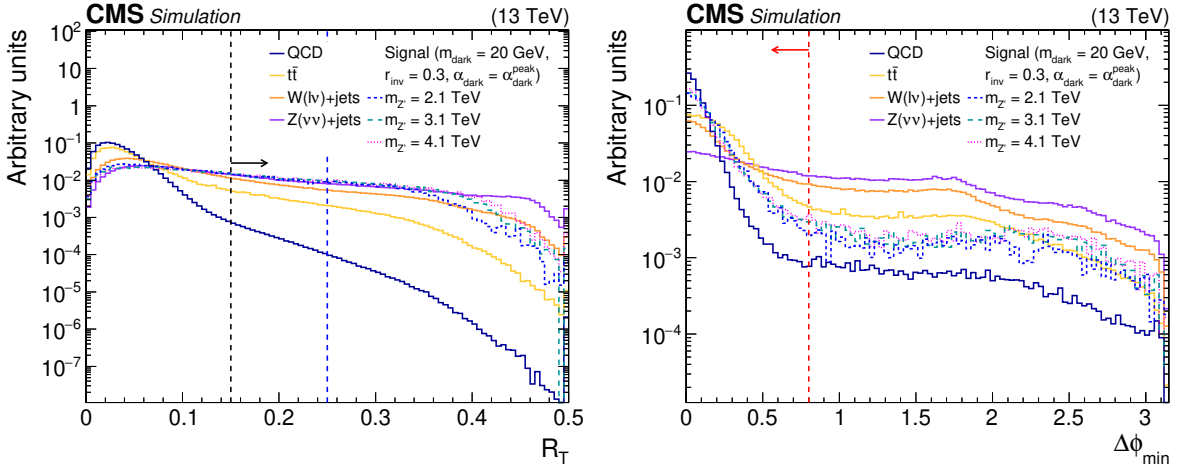 CMS Simulation (13 TeV)
Arbitrary units
10²
10
1
10⁻¹
10⁻²
10⁻³
10⁻⁴
10⁻⁵
10⁻⁶
10⁻⁷
QCD
tt̄
W(lν)+jets
Z(νν)+jets
Signal (m_dark = 20 GeV,
r_inv = 0.3, α_dark = α_dark^peak)
m_Z' = 2.1 TeV
m_Z' = 3.1 TeV
m_Z' = 4.1 TeV
0 0.1 0.2 0.3 0.4 0.5
R_T
CMS Simulation (13 TeV)
Arbitrary units
1
10⁻¹
10⁻²
10⁻³
10⁻⁴
QCD
tt̄
W(lν)+jets
Z(νν)+jets
Signal (m_dark = 20 GeV,
r_inv = 0.3, α_dark = α_dark^peak)
m_Z' = 2.1 TeV
m_Z' = 3.1 TeV
m_Z' = 4.1 TeV
0 0.5 1 1.5 2 2.5 3
Δϕ_min